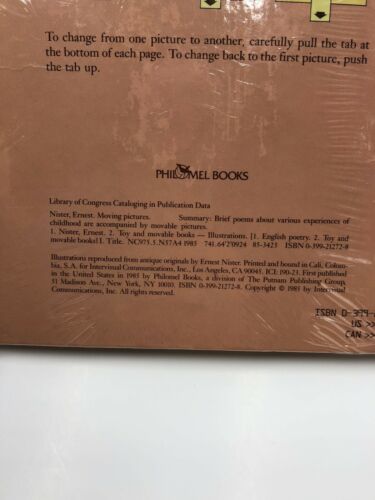 To change from one picture to another, carefully pull the tab at
the bottom of each page. To change back to the first picture, push
the tab up.
PHILOMEL BOOKS
Library of Congress Cataloging in Publication Data
Nister, Ernest. Moving pictures. Summary: Brief poems about various experiences of
childhood are accompanied by movable pictures.
1. Nister, Ernest. 2. Toy and movable books — Illustrations. [1. English poetry. 2. Toy and
movable books] I. Title. NC975.5.N57A4 1985 741.64'2'0924 85-3423 ISBN 0-399-21272-8
Illustrations reproduced from antique originals by Ernest Nister. Printed and bound in Cali, Colom-
bia, S.A. for Intervisual Communications, Inc., Los Angeles, CA 90045. ICI: 190-23. First published
in the United States in 1985 by Philomel Books, a division of The Putnam Publishing Group,
51 Madison Ave., New York, NY 10010. ISBN 0-399-21272-8. Copyright © 1985 by Intervisual
Communications, Inc. All rights reserved.
ISBN 0-399-
US >>
CAN >>